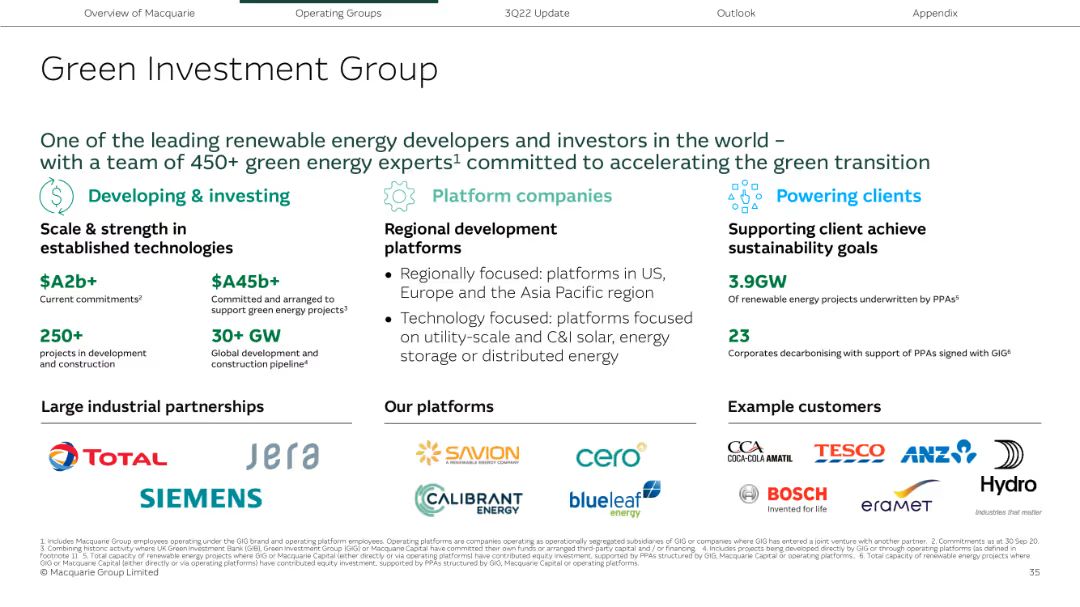 Overview of Macquarie
Operating Groups
3Q22 Update
Outlook
Appendix
Green Investment Group
One of the leading renewable energy developers and investors in the world –
with a team of 450+ green energy experts1 committed to accelerating the green transition
Developing & investing
Scale & strength in
established technologies
$A2b+
Current commitments2
$A45b+
Committed and arranged to
support green energy projects3
250+
projects in development
and construction
30+ GW
Global development and
construction pipeline4
Large industrial partnerships
TOTAL
Jera
SIEMENS
Platform companies
Regional development
platforms
• Regionally focused: platforms in US,
Europe and the Asia Pacific region
• Technology focused: platforms focused
on utility-scale and C&I solar, energy
storage or distributed energy
Our platforms
SAVION
A RENEWABLE ENERGY COMPANY
cero
CALIBRANT
ENERGY
blueleaf
energy
Powering clients
Supporting client achieve
sustainability goals
3.9GW
Of renewable energy projects underwritten by PPAs5
23
Corporates decarbonising with support of PPAs signed with GIG6
Example customers
CCA
COCA-COLA AMATIL
TESCO
ANZ
BOSCH
Invented for life
eramet
Hydro
Industries that matter
1. Includes Macquarie Group employees operating under the GIG brand and operating platform employees. Operating platforms are companies operating as operationally segregated subsidiaries of GIG or companies where GIG has entered a joint venture with another partner. 2. Commitments as at 30 Sep 20.
3. Combining historic activity where UK Green Investment Bank (GIB), Green Investment Group (GIG) or Macquarie Capital have committed their own funds or arranged third-party capital and / or financing. 4. Includes projects being developed directly by GIG or through operating platforms (as defined in
footnote 1) 5. Total capacity of renewable energy projects where GIG or Macquarie Capital (either directly or via operating platforms) have contributed equity investment, supported by PPAs structured by GIG, Macquarie Capital or operating platforms. 6. Total capacity of renewable energy projects where
GIG or Macquarie Capital (either directly or via operating platforms) have contributed equity investment, supported by PPAs structured by GIG, Macquarie Capital or operating platforms.
© Macquarie Group Limited
35